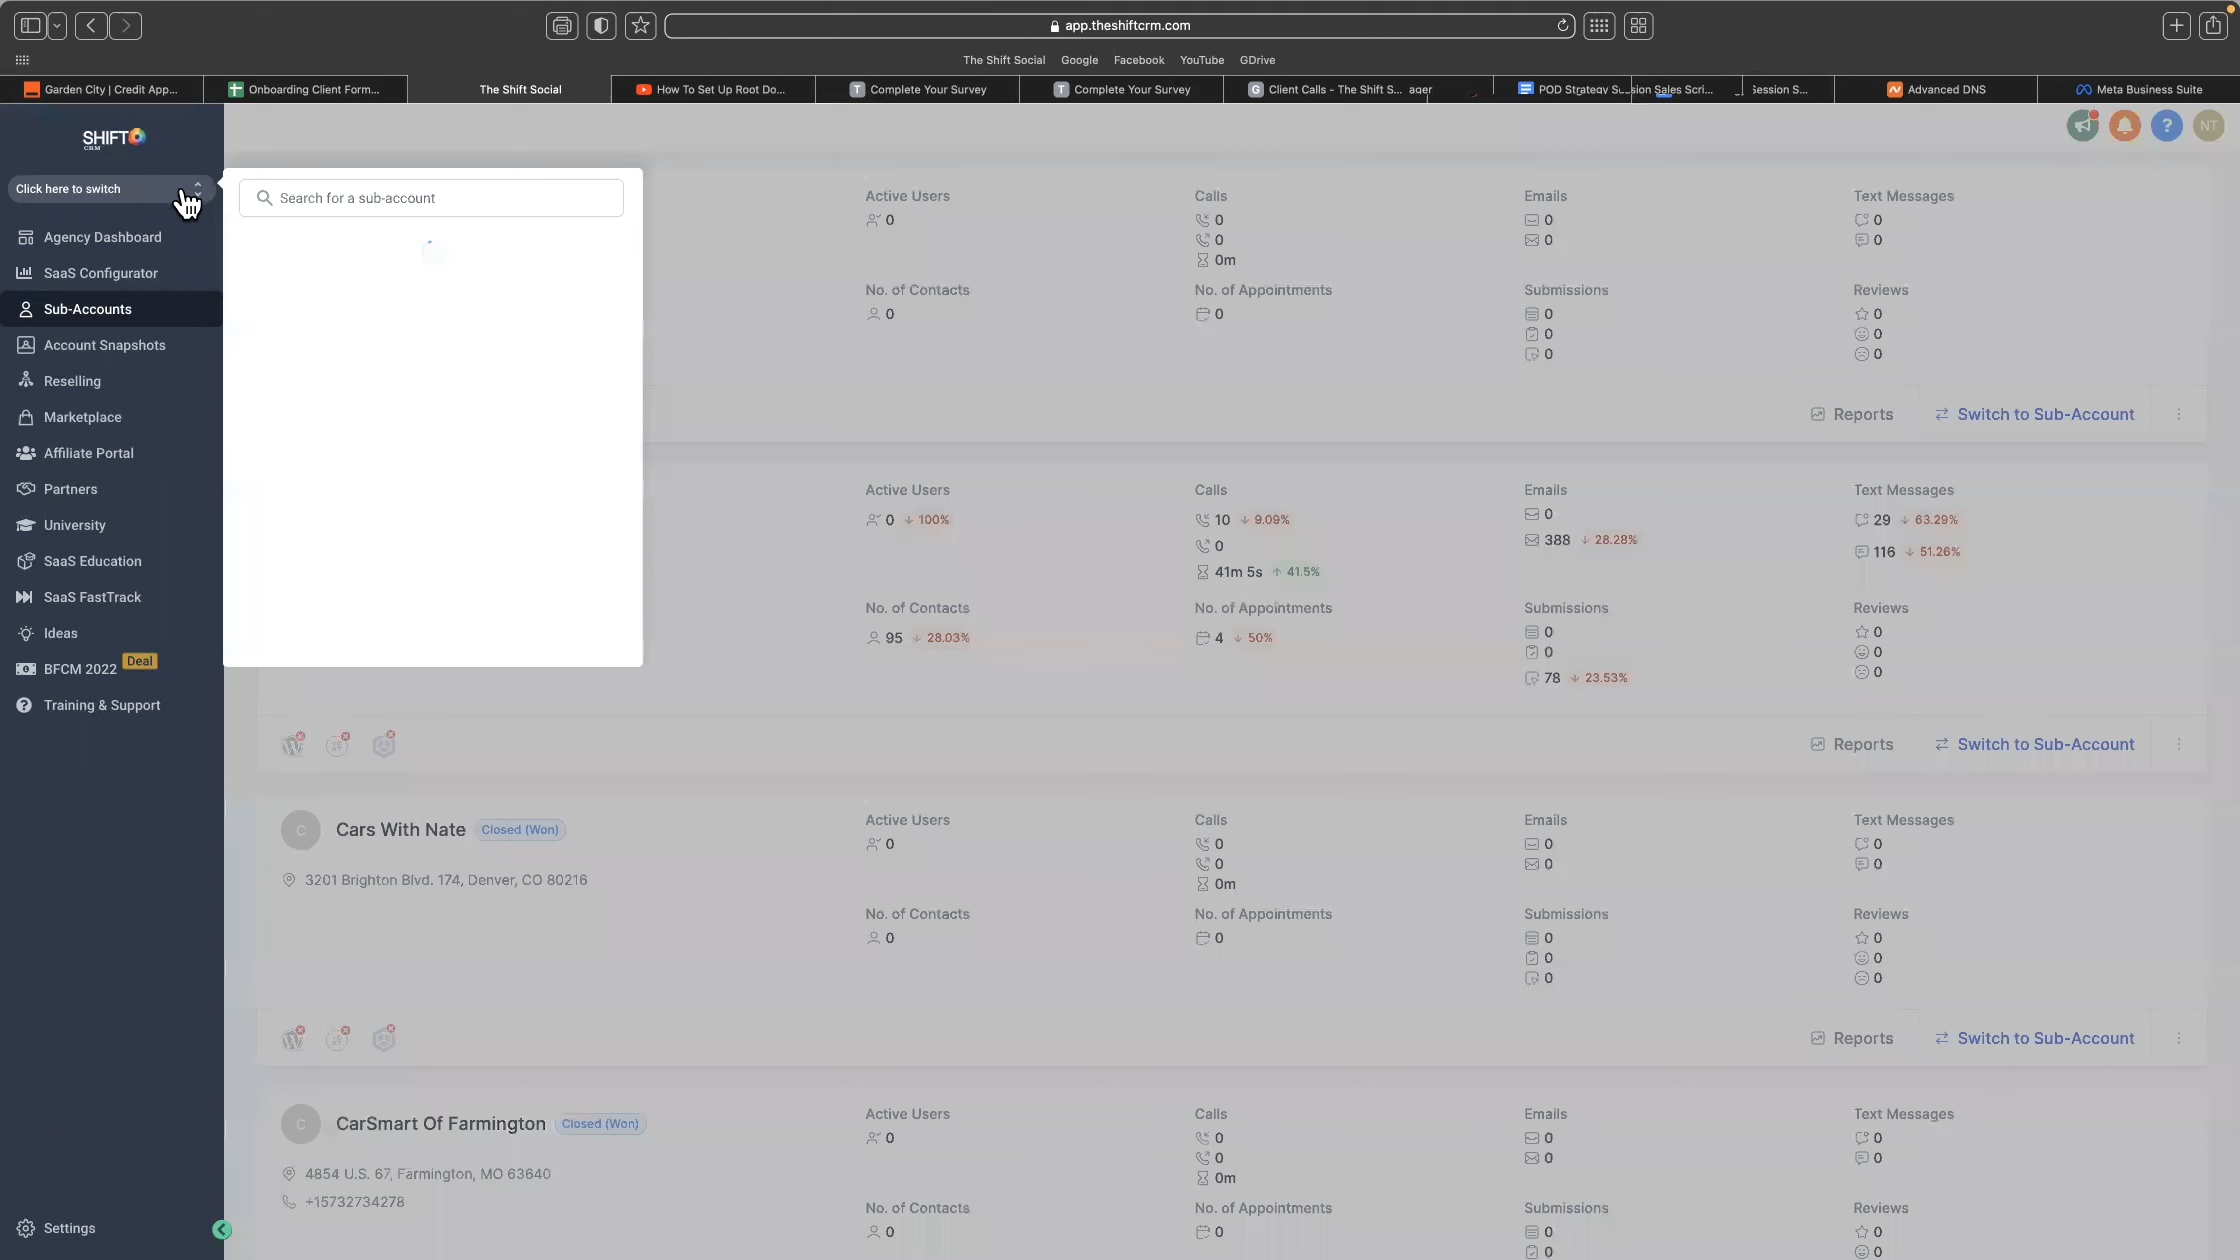 app.theshiftcrm.com
The Shift Social Google Facebook YouTube GDrive
Garden City | Credit App...
Onboarding Client Form...
The Shift Social
How To Set Up Root Do...
Complete Your Survey
Complete Your Survey
Client Calls - The Shift S... ager
POD Strategy Su
sion Sales Scri...
Session S...
Advanced DNS
Meta Business Suite
SHIFT
CRM
NT
Click here to switch
Search for a sub-account
Agency Dashboard
SaaS Configurator
Sub-Accounts
Account Snapshots
Reselling
Marketplace
Affiliate Portal
Partners
University
SaaS Education
SaaS FastTrack
Ideas
BFCM 2022 Deal
Training & Support
Settings
Active Users
0
Calls
0
0
0m
Emails
0
0
Text Messages
0
0
No. of Contacts
0
No. of Appointments
0
Submissions
0
0
0
Reviews
0
0
0
Reports
Switch to Sub-Account
Active Users
0 ↓ 100%
Calls
10 ↓ 9.09%
0
41m 5s ↑ 41.5%
Emails
0
388 ↓ 28.28%
Text Messages
29 ↓ 63.29%
116 ↓ 51.26%
No. of Contacts
95 ↓ 28.03%
No. of Appointments
4 ↓ 50%
Submissions
0
0
78 ↓ 23.53%
Reviews
0
0
0
Reports
Switch to Sub-Account
C
Cars With Nate Closed (Won)
3201 Brighton Blvd. 174, Denver, CO 80216
Active Users
0
Calls
0
0
0m
Emails
0
0
Text Messages
0
0
No. of Contacts
0
No. of Appointments
0
Submissions
0
0
0
Reviews
0
0
0
Reports
Switch to Sub-Account
C
CarSmart Of Farmington Closed (Won)
4854 U.S. 67, Farmington, MO 63640
+15732734278
Active Users
0
Calls
0
0
0m
Emails
0
0
Text Messages
0
0
No. of Contacts
0
No. of Appointments
0
Submissions
0
0
Reviews
0
0